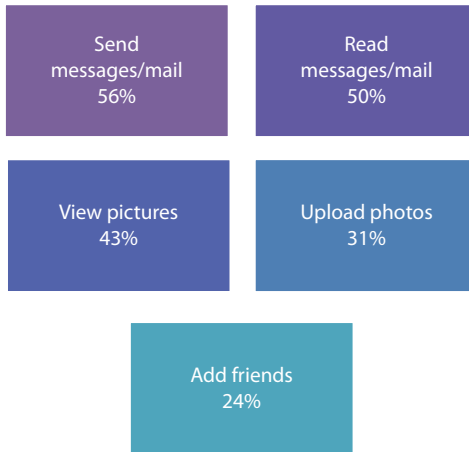 Send
messages/mail
56%
Read
messages/mail
50%
View pictures
43%
Upload photos
31%
Add friends
24%